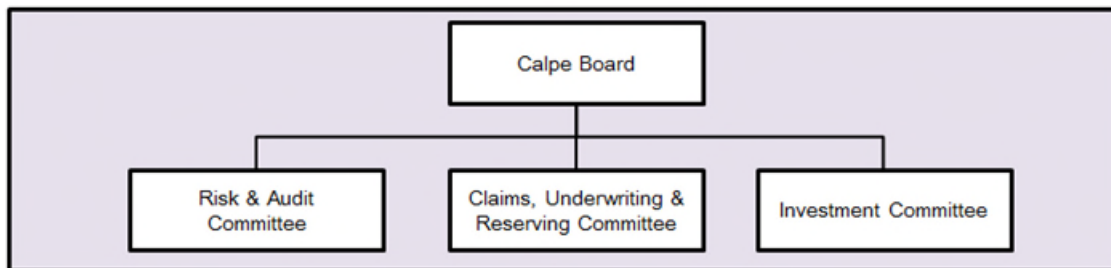 Calpe Board
Risk & Audit
Committee
Claims, Underwriting &
Reserving Committee
Investment Committee